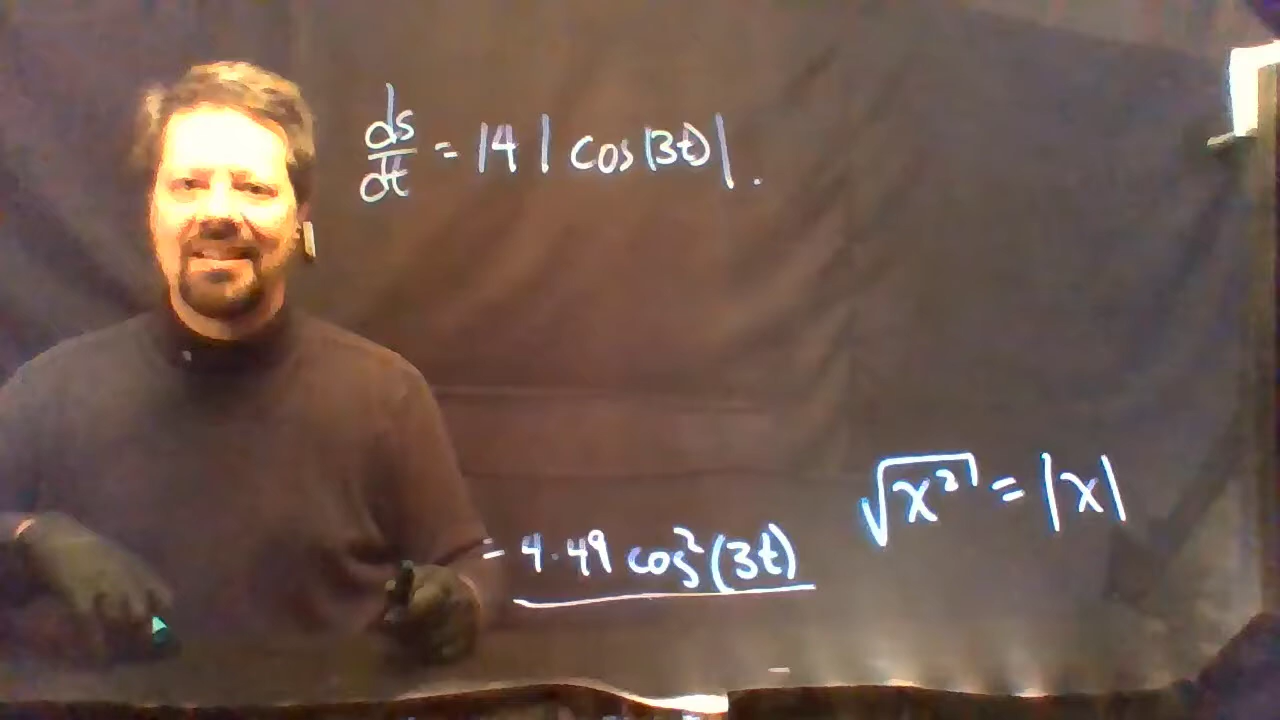 ds/dt = 14 | cos(3t)|.
√x² = |x|
= 4·49 cos²(3t)